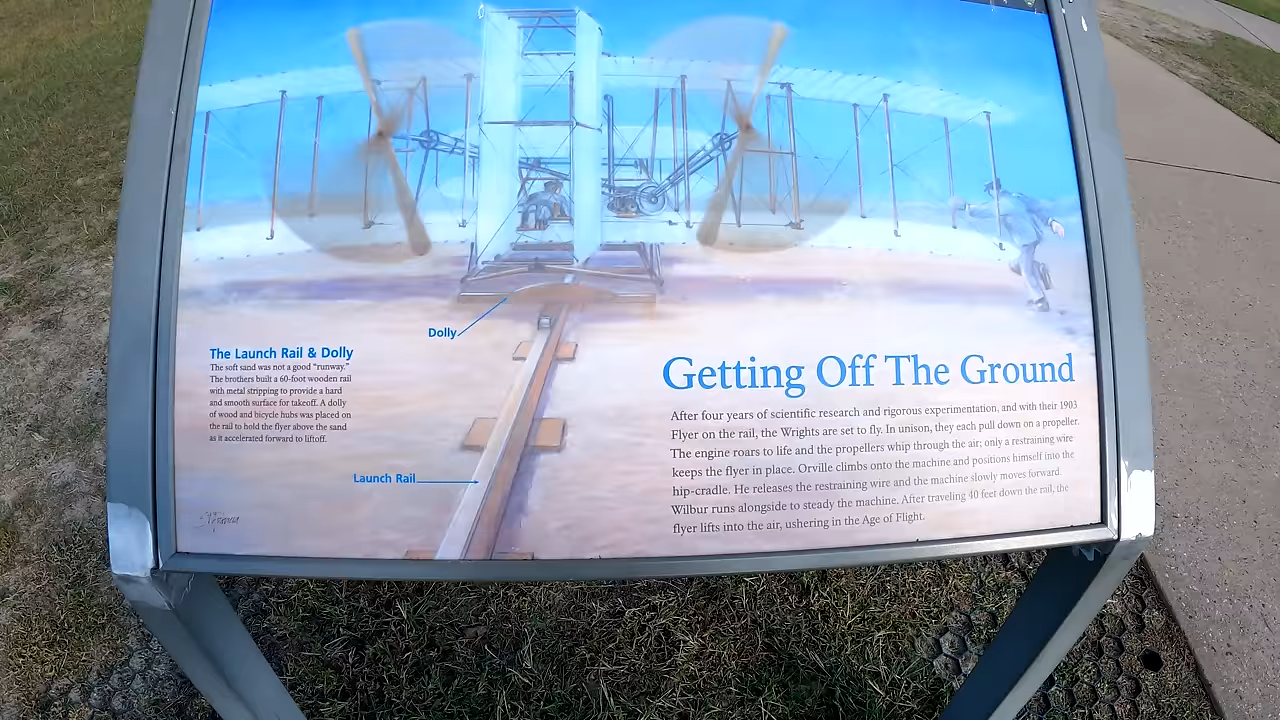 Dolly
The Launch Rail & Dolly
The soft sand was not a good "runway."
The brothers built a 60-foot wooden rail
with metal stripping to provide a hard
and smooth surface for takeoff. A dolly
of wood and bicycle hubs was placed on
the rail to hold the flyer above the sand
as it accelerated forward to liftoff.
Launch Rail
Getting Off The Ground
After four years of scientific research and rigorous experimentation, and with their 1903
Flyer on the rail, the Wrights are set to fly. In unison, they each pull down on a propeller.
The engine roars to life and the propellers whip through the air; only a restraining wire
keeps the flyer in place. Orville climbs onto the machine and positions himself into the
hip-cradle. He releases the restraining wire and the machine slowly moves forward.
Wilbur runs alongside to steady the machine. After traveling 40 feet down the rail, the
flyer lifts into the air, ushering in the Age of Flight.